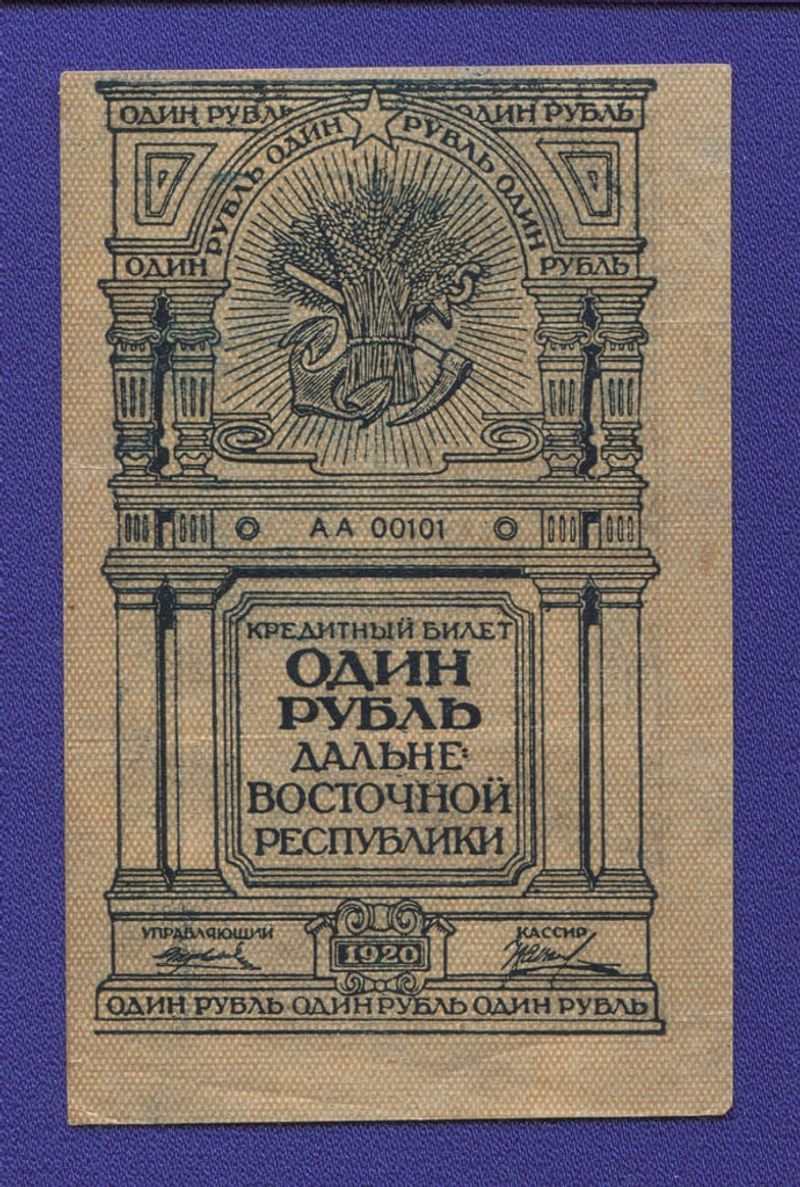 ОДИН РУБЛЬ ОДИН РУБЛЬ
РУБЛЬ ОДИН РУБЛЬ ОДИН
ОДИН РУБЛЬ
АА 00101
КРЕДИТНЫЙ БИЛЕТ
ОДИН
РУБЛЬ
ДАЛЬНЕ:
ВОСТОЧНОЙ
РЕСПУБЛИКИ
УПРАВЛЯЮЩИЙ КАССИР
1920
ОДИН РУБЛЬ ОДИН РУБЛЬ ОДИН РУБЛЬ